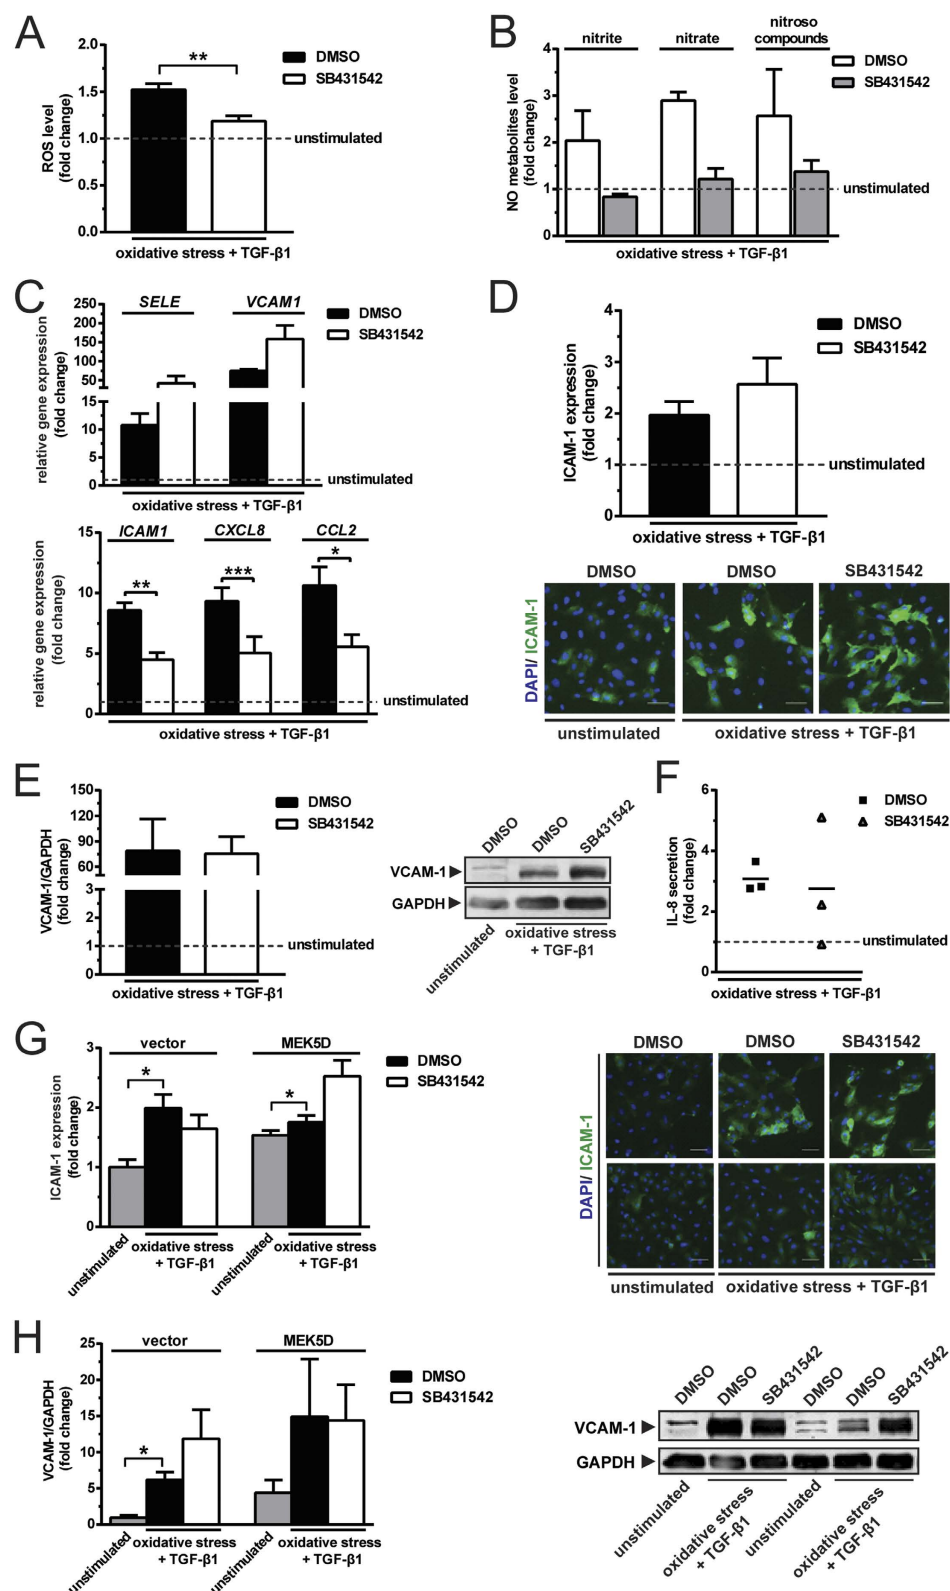 A
2.0
1.5
1.0
0.5
0.0
ROS level
(fold change)
**
DMSO
SB431542
unstimulated
oxidative stress + TGF-β1
B
nitrite
nitrate
nitroso
compounds
4
3
2
1
0
NO metabolites level
(fold change)
DMSO
SB431542
unstimulated
oxidative stress + TGF-β1
C
SELE
VCAM1
250
200
150
100
50
15
10
5
0
relative gene expression
(fold change)
DMSO
SB431542
unstimulated
oxidative stress + TGF-β1
ICAM1
CXCL8
CCL2
15
10
5
0
relative gene expression
(fold change)
**
***
*
unstimulated
oxidative stress + TGF-β1
D
4
3
2
1
0
ICAM-1 expression
(fold change)
DMSO
SB431542
unstimulated
oxidative stress + TGF-β1
DMSO
DMSO
SB431542
DAPI/ ICAM-1
unstimulated
oxidative stress + TGF-β1
E
150
120
90
60
3
2
1
0
VCAM-1/GAPDH
(fold change)
DMSO
SB431542
unstimulated
oxidative stress + TGF-β1
DMSO
DMSO
SB431542
VCAM-1
GAPDH
unstimulated
oxidative stress
+ TGF-β1
F
6
4
2
0
IL-8 secretion
(fold change)
DMSO
SB431542
unstimulated
oxidative stress + TGF-β1
G
vector
MEK5D
3
2
1
0
ICAM-1 expression
(fold change)
*
*
DMSO
SB431542
unstimulated
oxidative stress
+ TGF-β1
unstimulated
oxidative stress
+ TGF-β1
DMSO
DMSO
SB431542
DAPI/ ICAM-1
unstimulated
oxidative stress + TGF-β1
H
vector
MEK5D
25
20
15
10
5
0
VCAM-1/GAPDH
(fold change)
*
DMSO
SB431542
unstimulated
oxidative stress
+ TGF-β1
unstimulated
oxidative stress
+ TGF-β1
DMSO
DMSO
SB431542
DMSO
DMSO
SB431542
VCAM-1
GAPDH
unstimulated
oxidative stress
+ TGF-β1
unstimulated
oxidative stress
+ TGF-β1